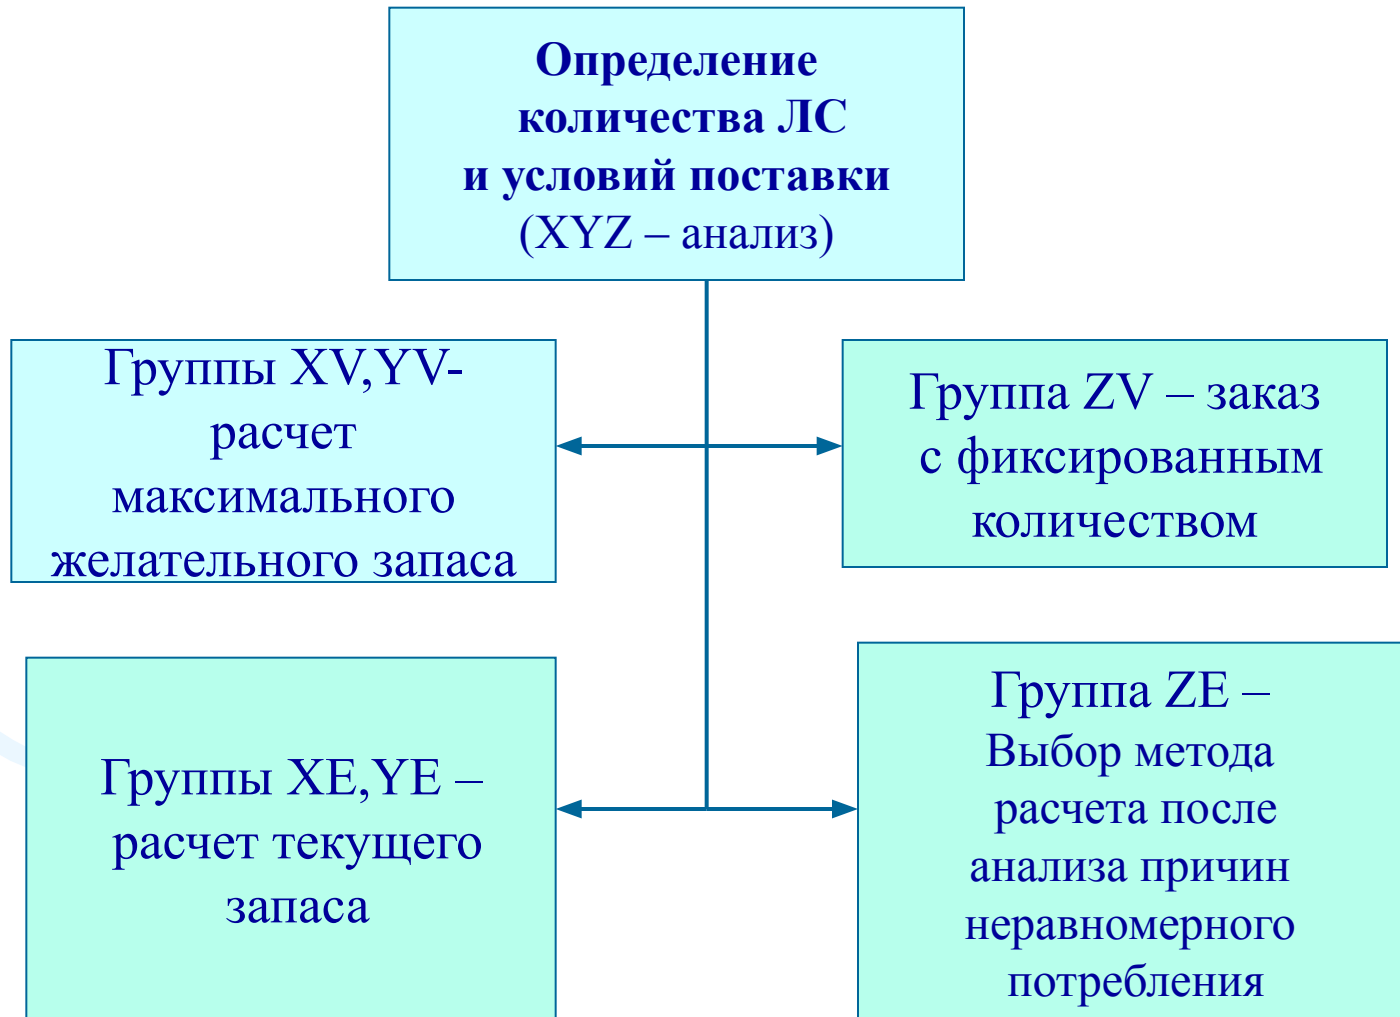 Определение
количества ЛС
и условий поставки
(XYZ – анализ)
Группы XV,YV-
расчет
максимального
желательного запаса
Группа ZV – заказ
с фиксированным
количеством
Группы XE,YE –
расчет текущего
запаса
Группа ZE –
Выбор метода
расчета после
анализа причин
неравномерного
потребления